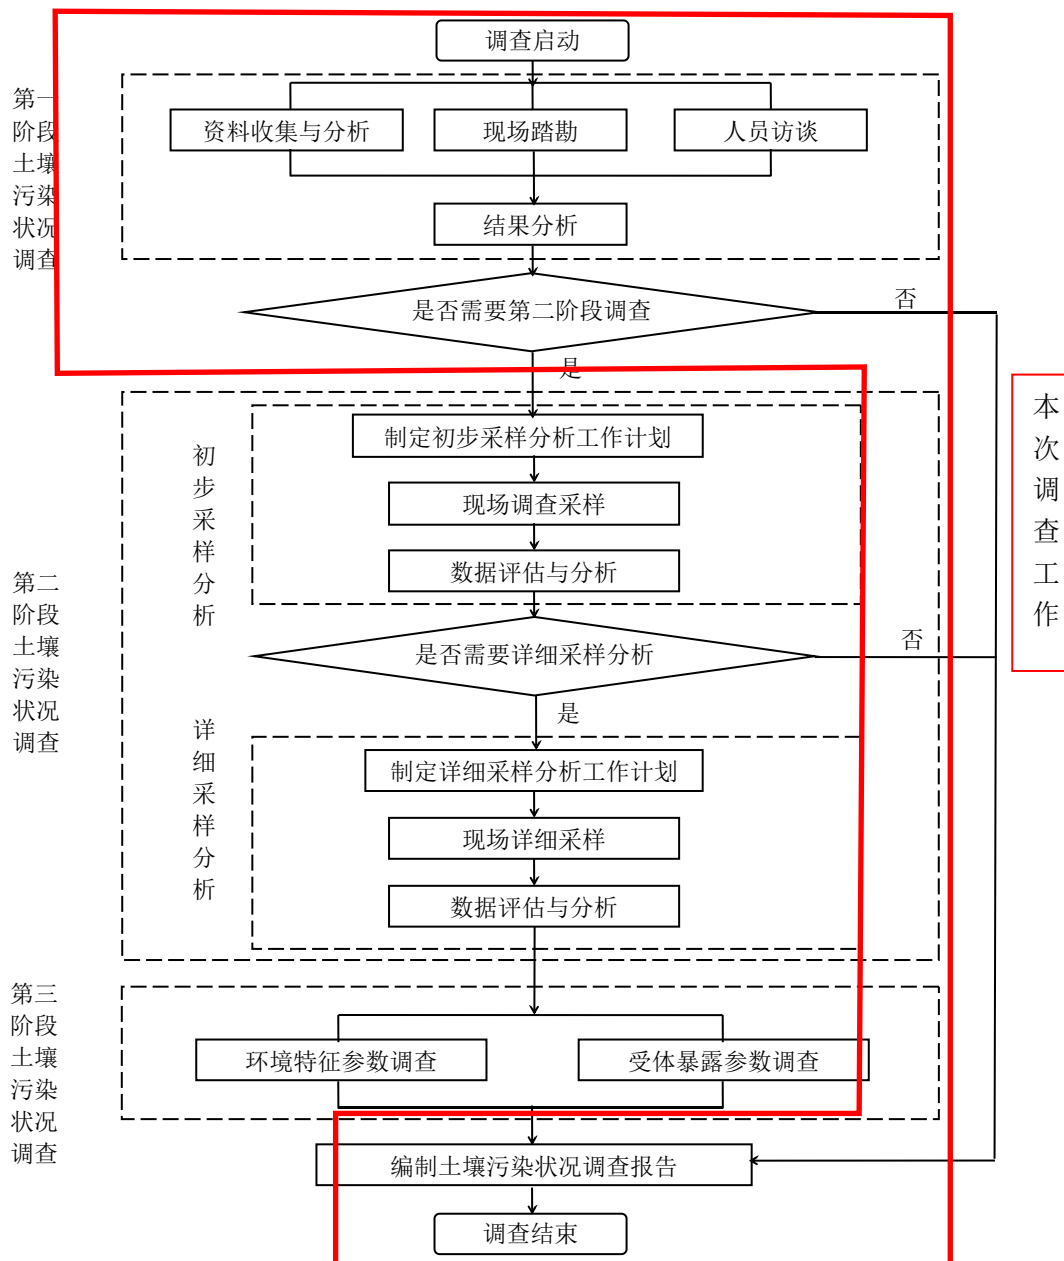 调查启动
第一
阶段
土壤
污染
状况
调查
资料收集与分析
现场踏勘
人员访谈
结果分析
是否需要第二阶段调查
否
是
本
次
调
查
工
作
第二
阶段
土壤
污染
状况
调查
初
步
采
样
分
析
制定初步采样分析工作计划
现场调查采样
数据评估与分析
是否需要详细采样分析
否
是
详
细
采
样
分
析
制定详细采样分析工作计划
现场详细采样
数据评估与分析
第三
阶段
土壤
污染
状况
调查
环境特征参数调查
受体暴露参数调查
编制土壤污染状况调查报告
调查结束